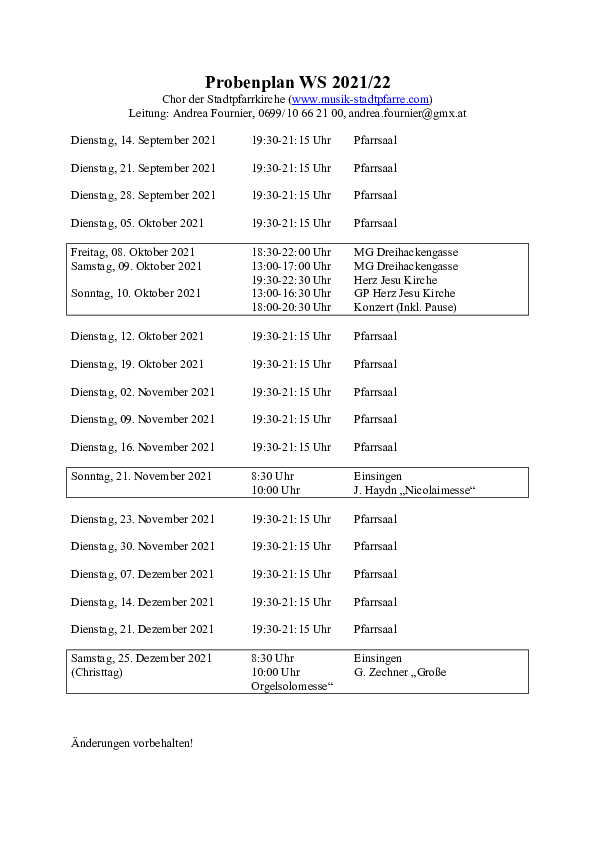 Probenplan WS 2021/22
Chor der Stadtpfarrkirche (www.musik-stadtpfarre.com)
Leitung: Andrea Fournier, 0699/10 66 21 00, andrea.fournier@gmx.at
Dienstag, 14. September 2021 19:30-21:15 Uhr Pfarrsaal
Dienstag, 21. September 2021 19:30-21:15 Uhr Pfarrsaal
Dienstag, 28. September 2021 19:30-21:15 Uhr Pfarrsaal
Dienstag, 05. Oktober 2021 19:30-21:15 Uhr Pfarrsaal
Freitag, 08. Oktober 2021 18:30-22:00 Uhr MG Dreihackengasse
Samstag, 09. Oktober 2021 13:00-17:00 Uhr MG Dreihackengasse
19:30-22:30 Uhr Herz Jesu Kirche
Sonntag, 10. Oktober 2021 13:00-16:30 Uhr GP Herz Jesu Kirche
18:00-20:30 Uhr Konzert (Inkl. Pause)
Dienstag, 12. Oktober 2021 19:30-21:15 Uhr Pfarrsaal
Dienstag, 19. Oktober 2021 19:30-21:15 Uhr Pfarrsaal
Dienstag, 02. November 2021 19:30-21:15 Uhr Pfarrsaal
Dienstag, 09. November 2021 19:30-21:15 Uhr Pfarrsaal
Dienstag, 16. November 2021 19:30-21:15 Uhr Pfarrsaal
Sonntag, 21. November 2021 8:30 Uhr Einsingen
10:00 Uhr J. Haydn „Nicolaimesse“
Dienstag, 23. November 2021 19:30-21:15 Uhr Pfarrsaal
Dienstag, 30. November 2021 19:30-21:15 Uhr Pfarrsaal
Dienstag, 07. Dezember 2021 19:30-21:15 Uhr Pfarrsaal
Dienstag, 14. Dezember 2021 19:30-21:15 Uhr Pfarrsaal
Dienstag, 21. Dezember 2021 19:30-21:15 Uhr Pfarrsaal
Samstag, 25. Dezember 2021 8:30 Uhr Einsingen
(Christtag) 10:00 Uhr G. Zechner „Große
Orgelsolomesse“
Änderungen vorbehalten!